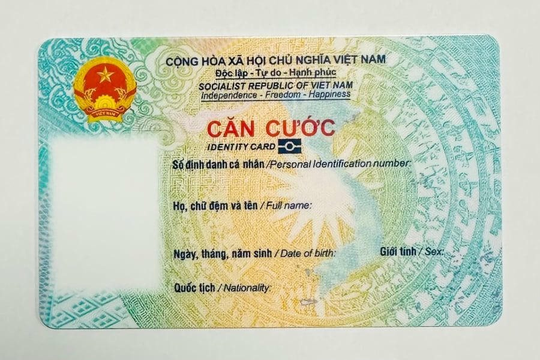 CỘNG HÒA XÃ HỘI CHỦ NGHĨA VIỆT NAM
Độc lập - Tự do - Hạnh phúc
SOCIALIST REPUBLIC OF VIET NAM
Independence - Freedom - Happiness
CĂN CƯỚC
IDENTITY CARD
Số định danh cá nhân /Personal Identification number:
Họ, chữ đệm và tên / Full name:
Ngày, tháng, năm sinh / Date of birth: Giới tính / Sex:
Quốc tịch / Nationality: